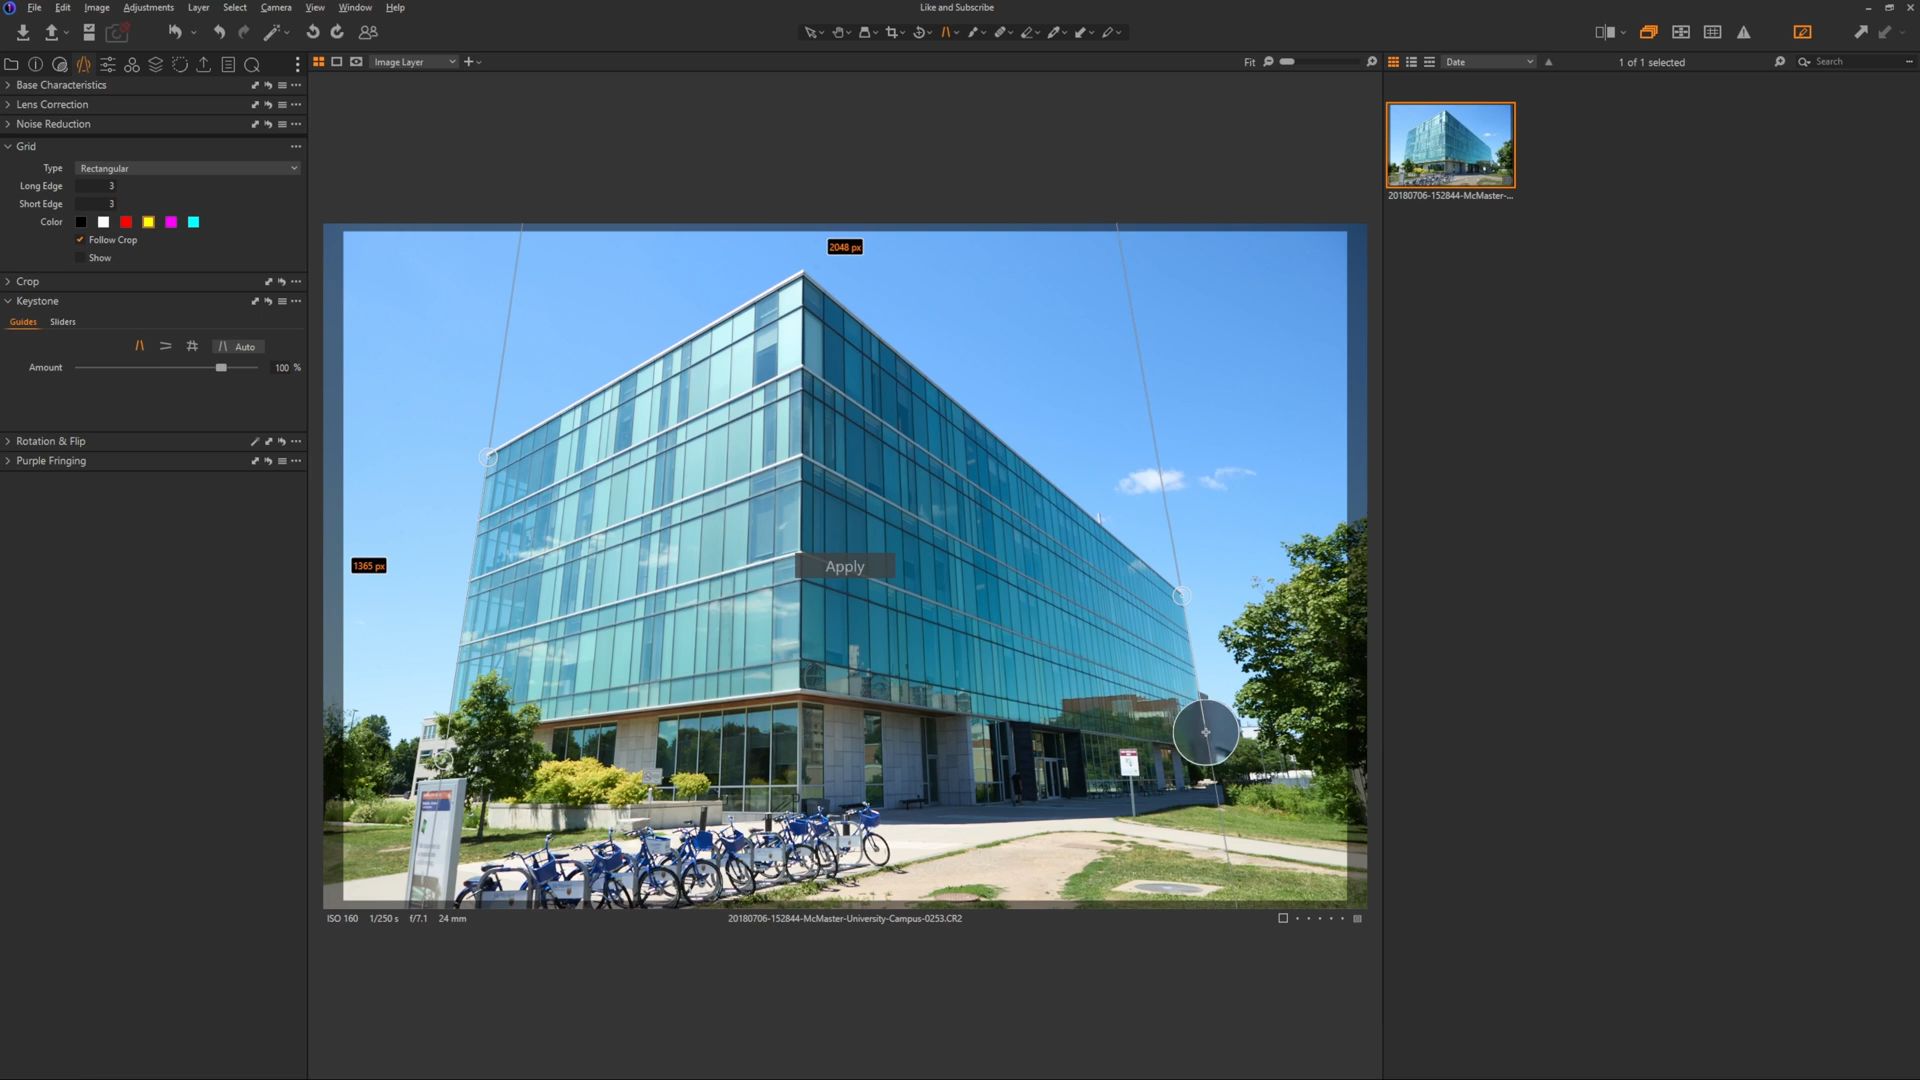 File Edit Image Adjustments Layer Select Camera View Window Help
Like and Subscribe
Image Layer
Fit
Date
1 of 1 selected
Search
Base Characteristics
Lens Correction
Noise Reduction
Grid
Type Rectangular
Long Edge 3
Short Edge 3
Color
Follow Crop
Show
Crop
Keystone
Guides Sliders
Auto
Amount 100 %
Rotation & Flip
Purple Fringing
2048 px
1365 px
Apply
ISO 160 1/250 s f/7.1 24 mm
20180706-152844-McMaster-University-Campus-0253.CR2
20180706-152844-McMaster-...